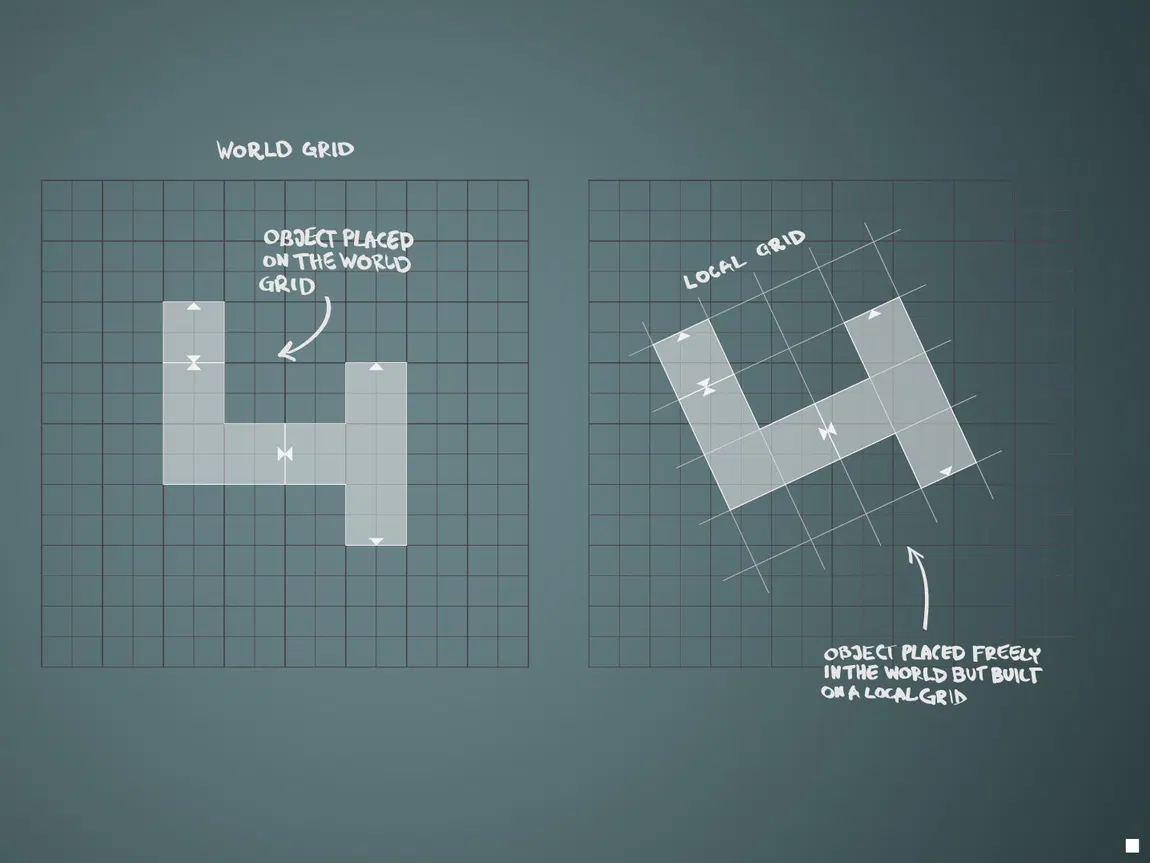 WORLD GRID
OBJECT PLACED
ON THE WORLD
GRID
LOCAL GRID
OBJECT PLACED FREELY
IN THE WORLD BUT BUILT
ON A LOCAL GRID